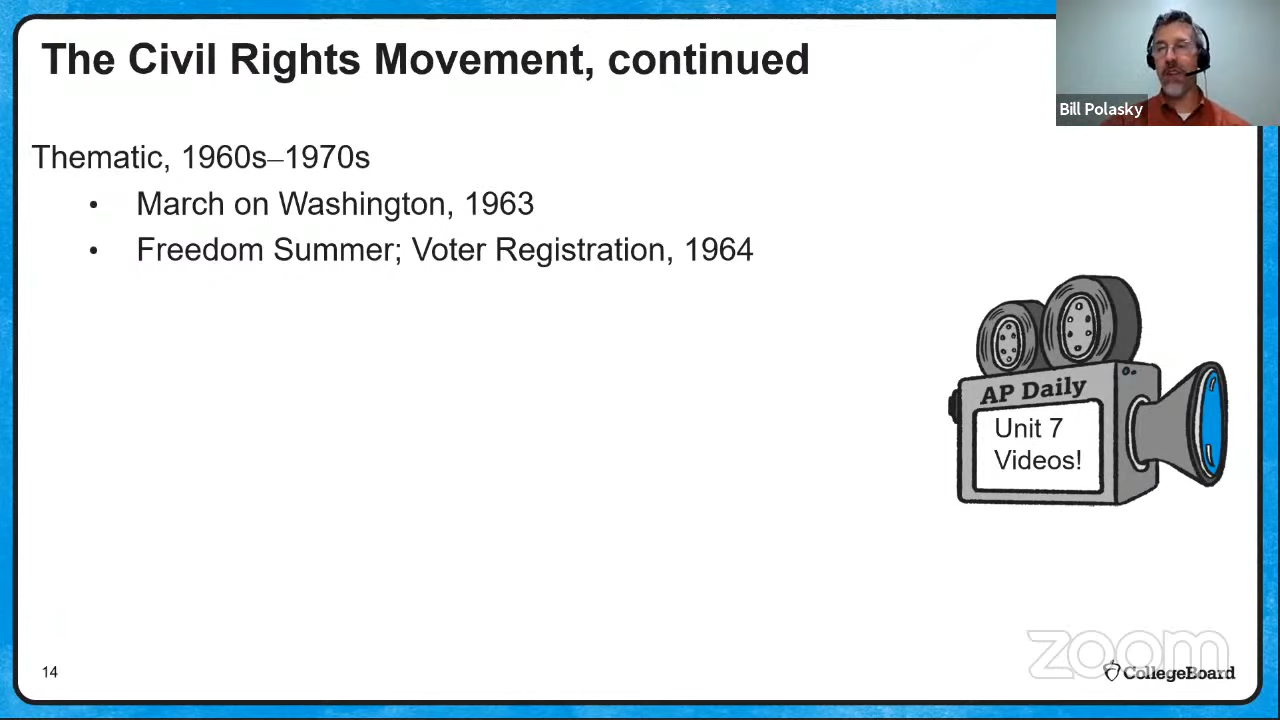 The Civil Rights Movement, continued
Bill Polasky
Thematic, 1960s–1970s
• March on Washington, 1963
• Freedom Summer; Voter Registration, 1964
AP Daily
Unit 7
Videos!
14
zoom
CollegeBoard